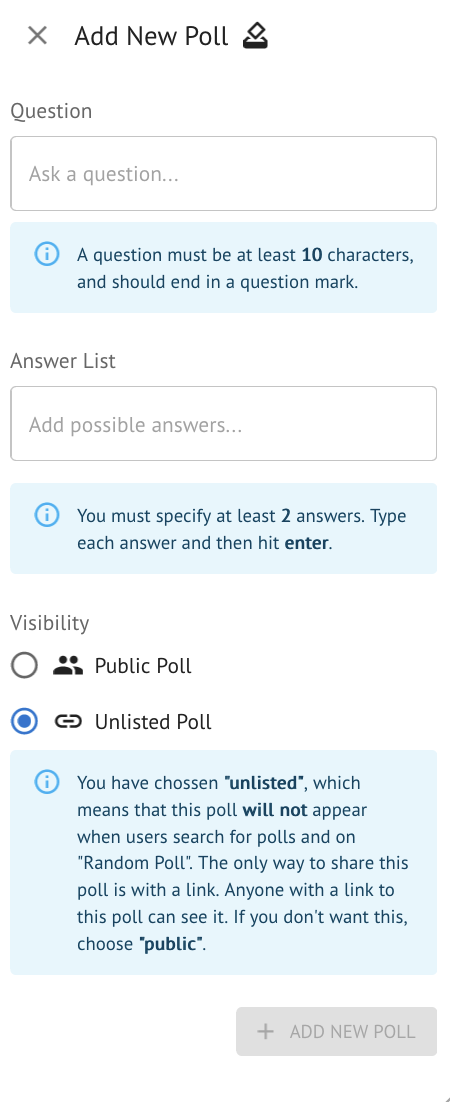 Add New Poll
Question
Ask a question...
A question must be at least 10 characters,
and should end in a question mark.
Answer List
Add possible answers...
You must specify at least 2 answers. Type
each answer and then hit enter.
Visibility
Public Poll
Unlisted Poll
You have chossen "unlisted", which
means that this poll will not appear
when users search for polls and on
"Random Poll". The only way to share this
poll is with a link. Anyone with a link to
this poll can see it. If you don't want this,
choose "public".
+ ADD NEW POLL